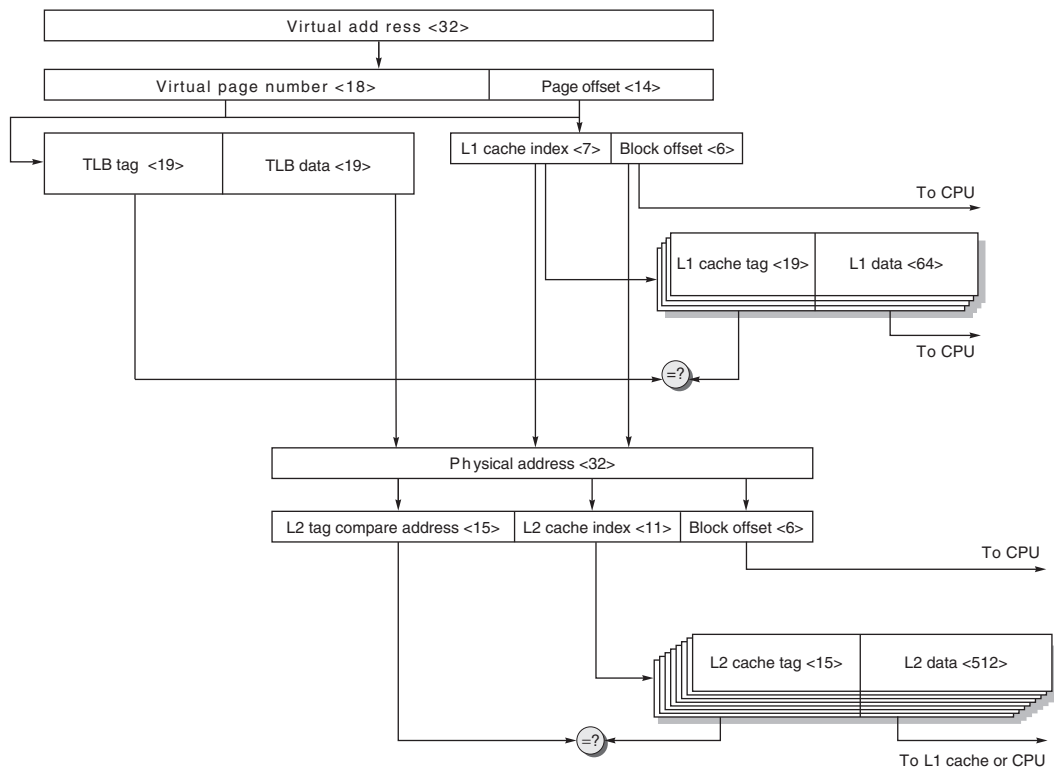 Virtual add ress <32>
Virtual page number <18>
Page offset <14>
TLB tag <19>
TLB data <19>
L1 cache index <7>
Block offset <6>
To CPU
L1 cache tag <19>
L1 data <64>
To CPU
=?
Physical address <32>
L2 tag compare address <15>
L2 cache index <11>
Block offset <6>
To CPU
L2 cache tag <15>
L2 data <512>
=?
To L1 cache or CPU